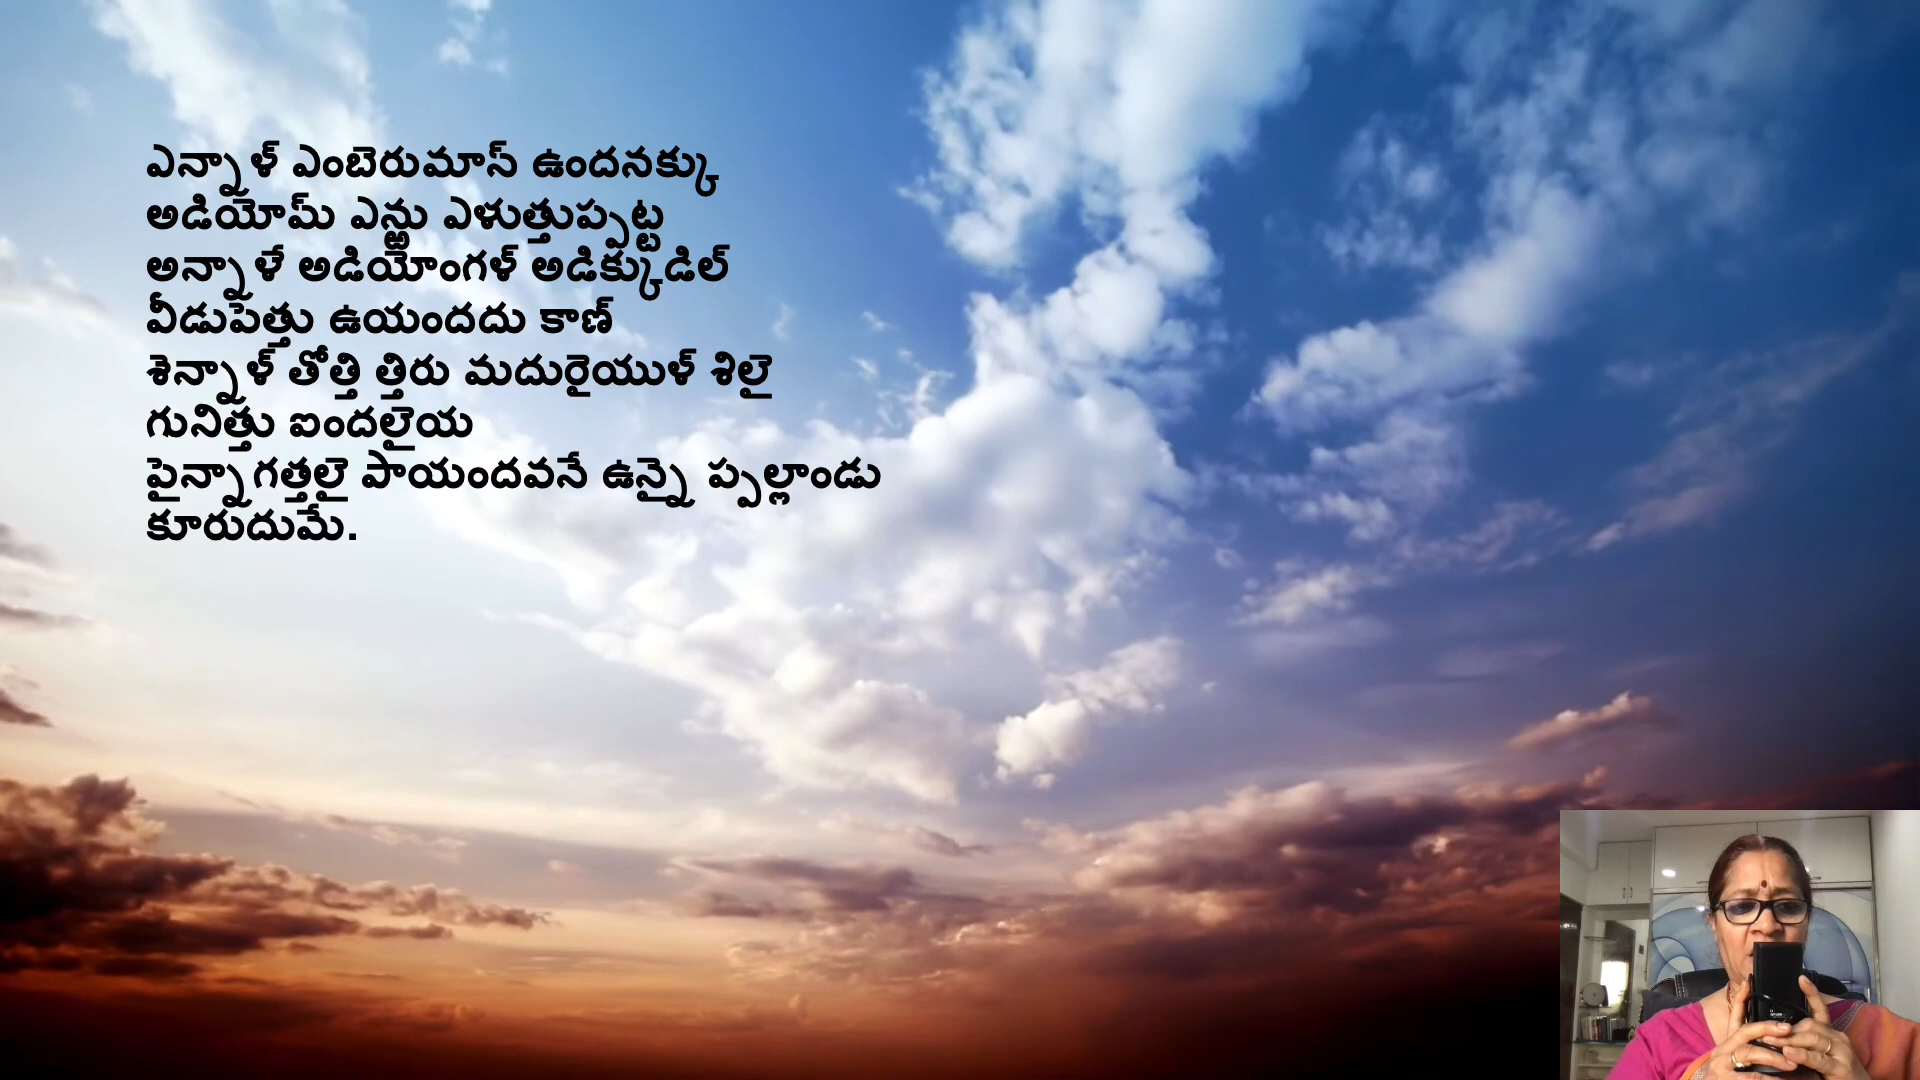 ఎన్నాళ్ ఎంబెరుమాస్ ఉందనక్కు
అడియోమ్ ఎన్ఱు ఎళుత్తుప్పట్ట
అన్నాళే అడియోంగళ్ అడిక్కుడిల్
వీడుపెత్తు ఉయందదు కాణ్
శెన్నాళ్ తోత్తి త్తిరు మదురైయుళ్ శిలై
గునిత్తు ఐందలైయ
పైన్నాగత్తలై పాయందవనే ఉన్నై ప్పల్లాండు
కూరుదుమే.